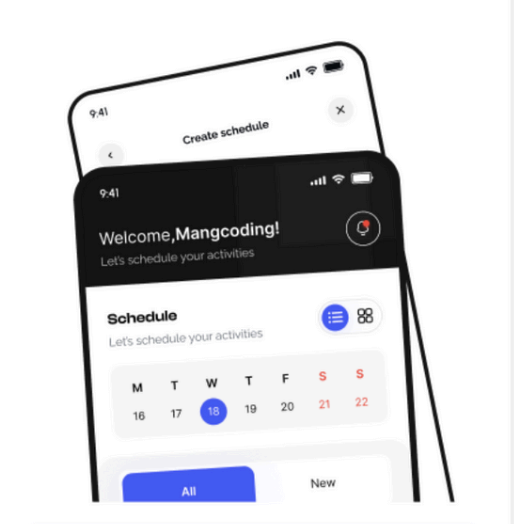 9:41
Create schedule
9:41
Welcome,Mangcoding!
Let's schedule your activities
Schedule
Let's schedule your activities
M T W T F S S
16 17 18 19 20 21 22
All New